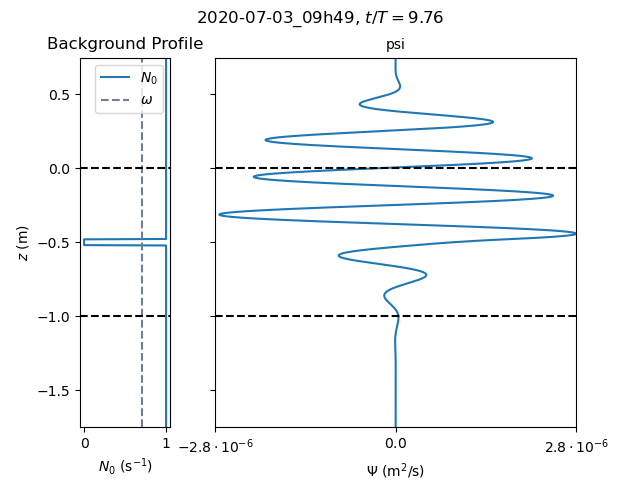 2020-07-03_09h49, t/T = 9.76
Background Profile
psi
N₀
ω
z (m)
0.5
0.0
−0.5
−1.0
−1.5
0 1
−2.8 · 10⁻⁶ 0.0 2.8 · 10⁻⁶
N₀ (s⁻¹)
Ψ (m²/s)